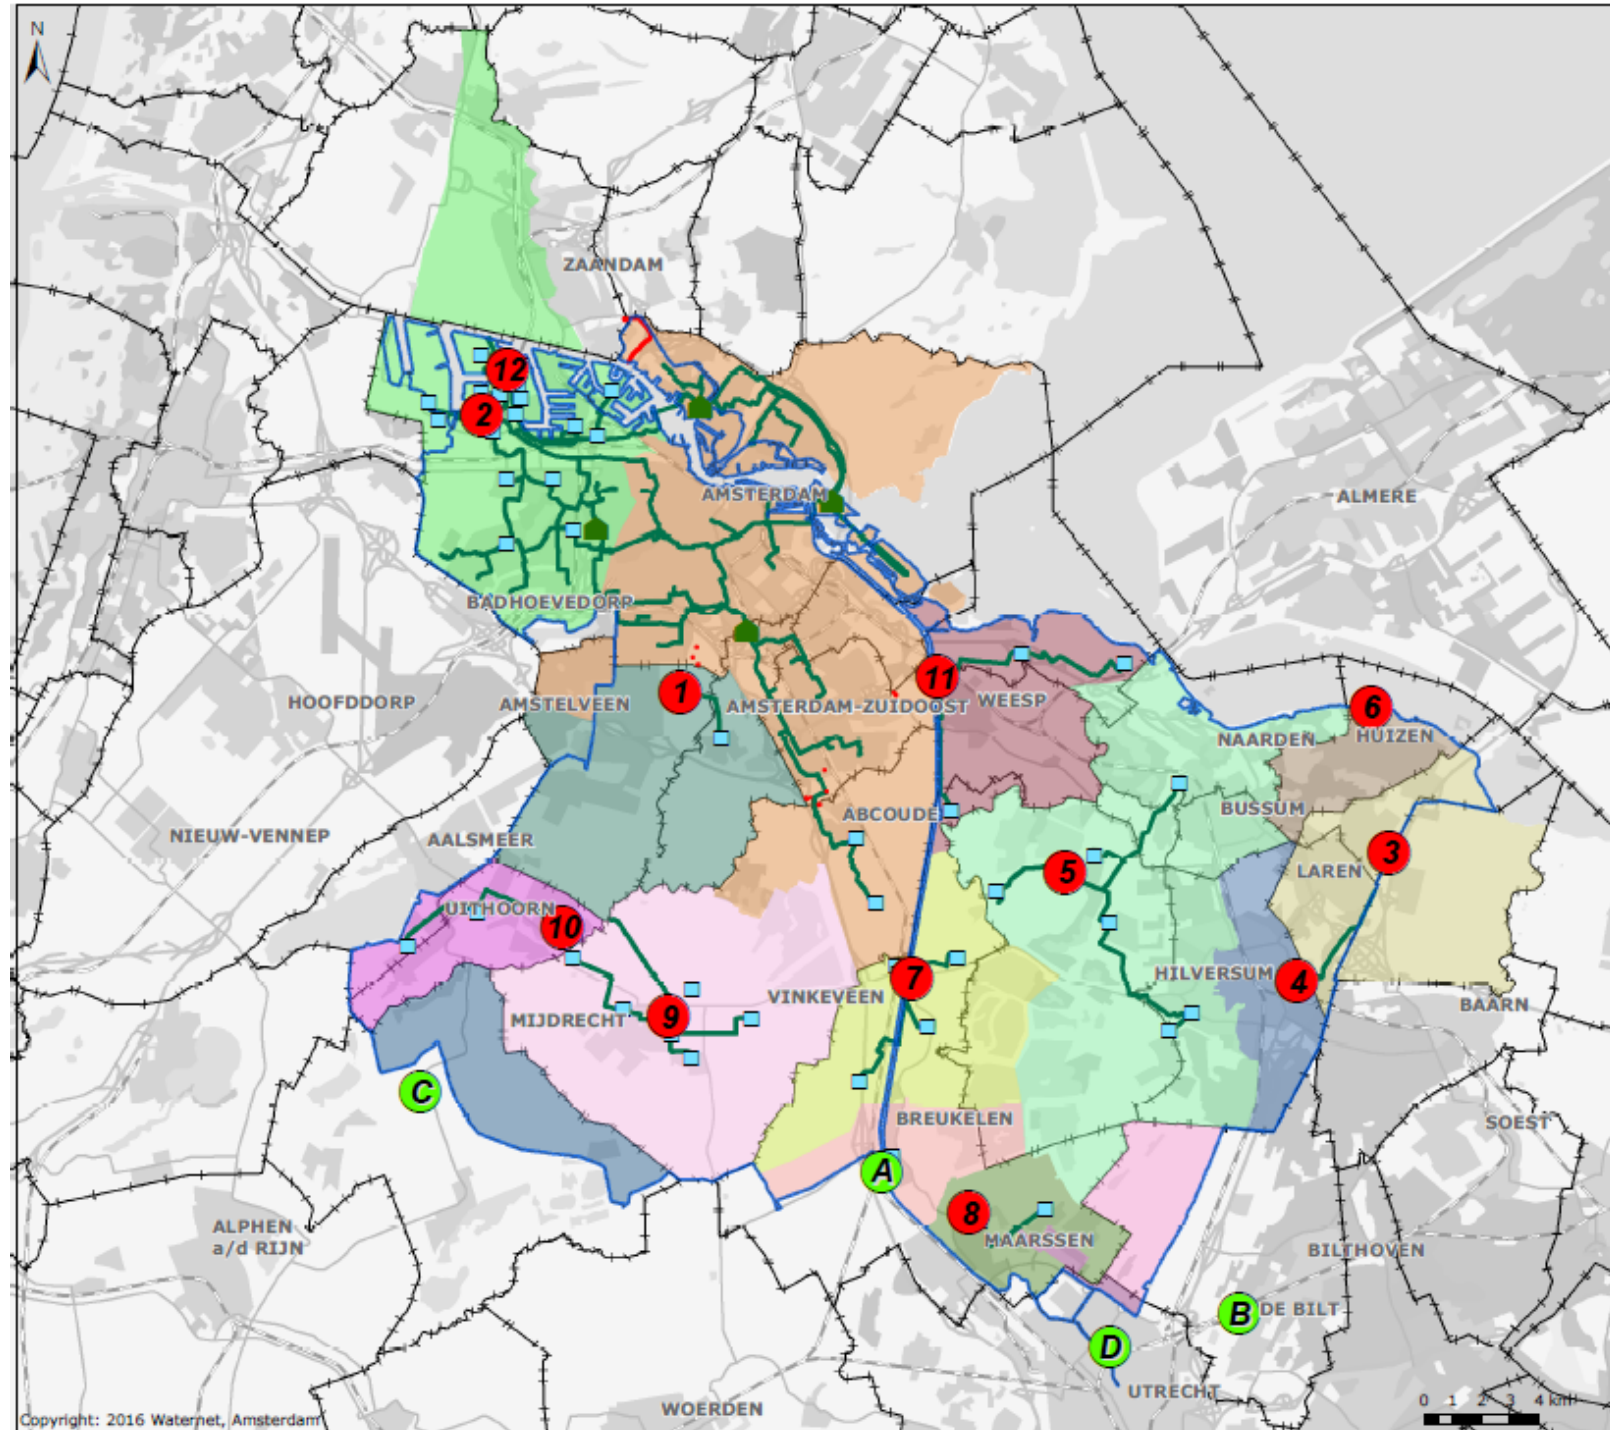 N
ZAANDAM
12
2
AMSTERDAM
ALMERE
BADHOEVEDORP
11
1
6
HOOFDDORP
AMSTELVEEN
AMSTERDAM-ZUIDOOST
WEESP
NAARDEN
HUIZEN
NIEUW-VENNEP
AALSMEER
ABCOUDE
BUSSUM
3
5
LAREN
UITHOORN
10
HILVERSUM
4
7
VINKEVEEN
BAARN
MIJDRECHT
9
C
BREUKELEN
SOEST
A
8
ALPHEN
a/d RIJN
MAARSSEN
BILTHOVEN
B
DE BILT
D
UTRECHT
WOERDEN
0 1 2 3 4 km
Copyright: 2016 Waternet, Amsterdam